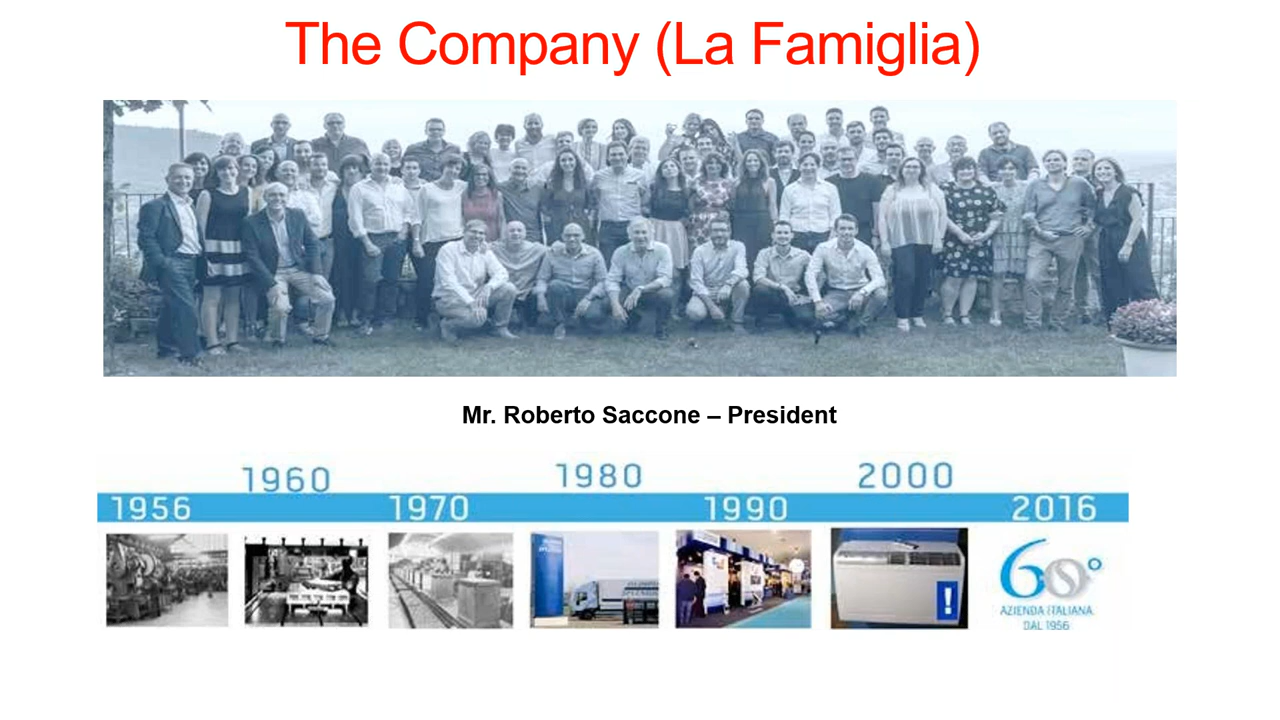 The Company (La Famiglia)
Mr. Roberto Saccone – President
1956 1960 1970 1980 1990 2000 2016
60°
AZIENDA ITALIANA
DAL 1956